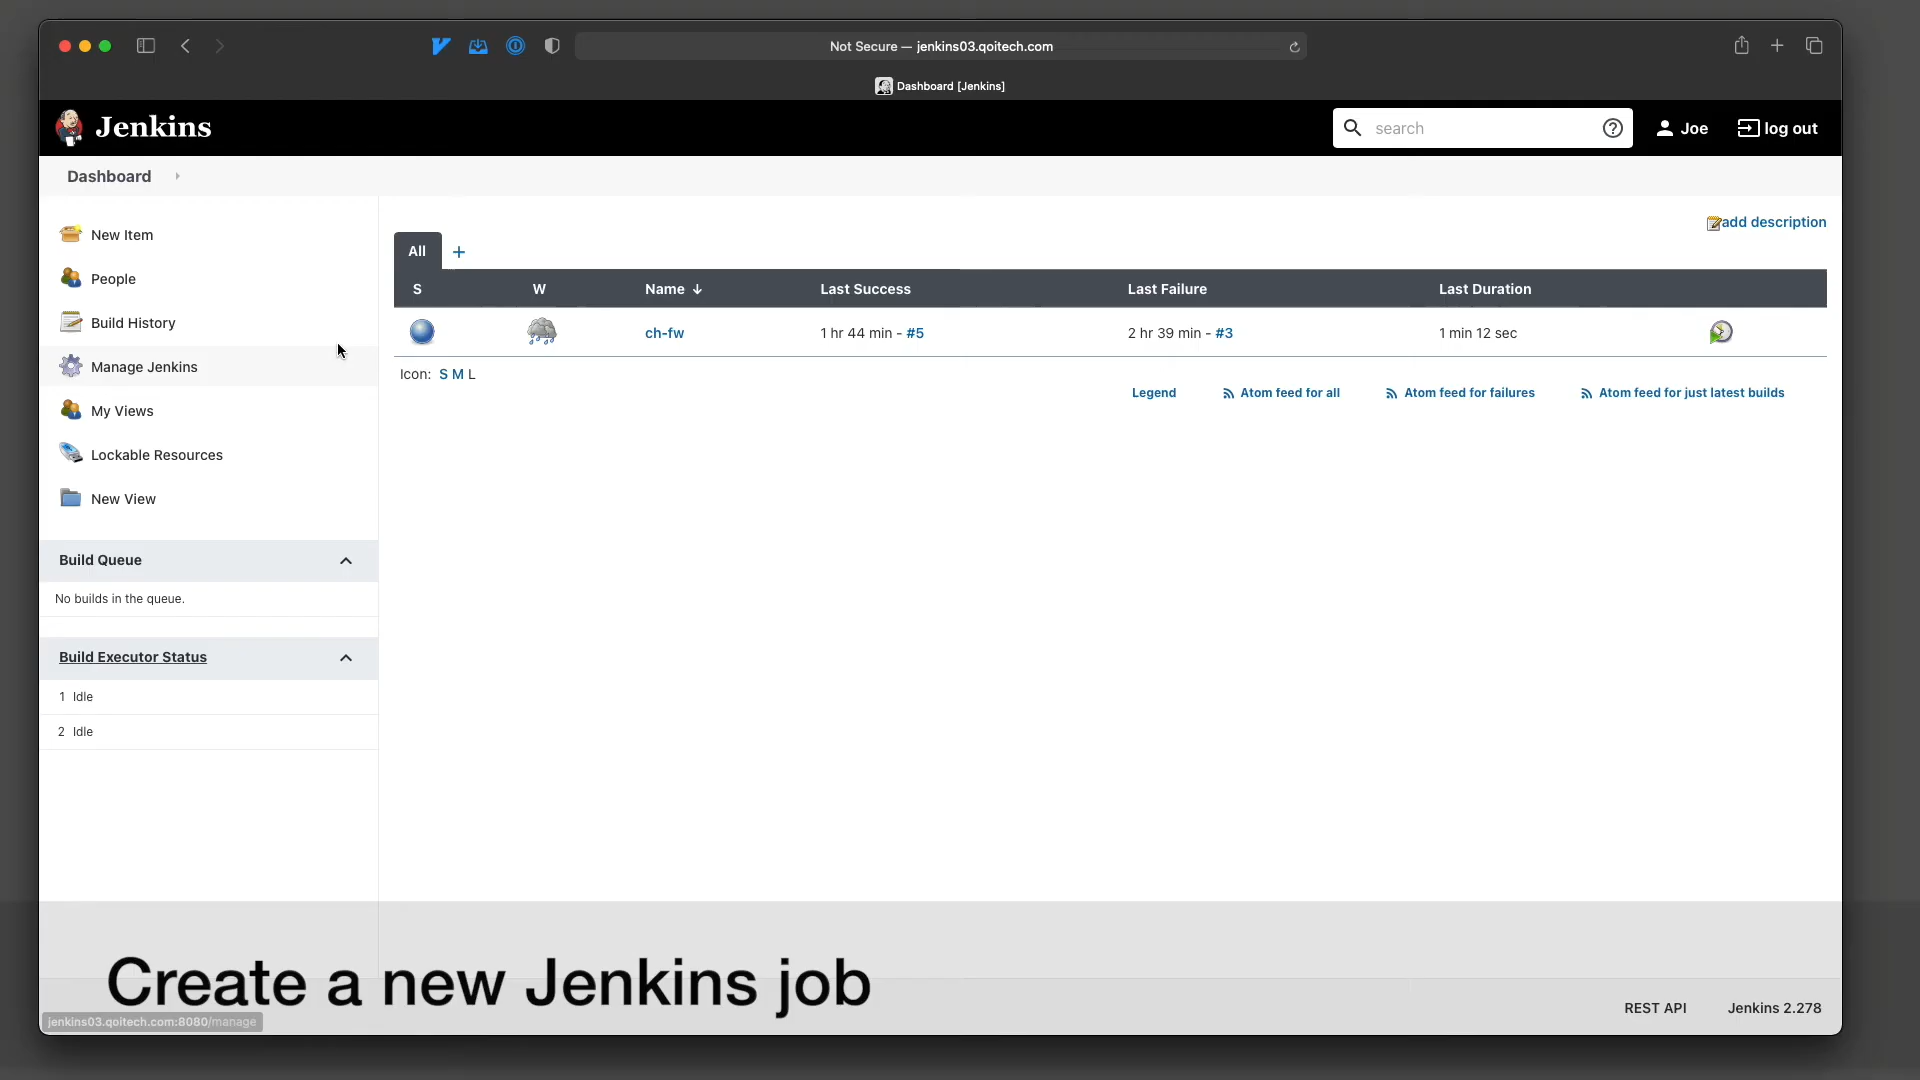 Not Secure — jenkins03.qoitech.com
Dashboard [Jenkins]
Jenkins
search
Joe
log out
Dashboard
New Item
People
Build History
Manage Jenkins
My Views
Lockable Resources
New View
Build Queue
No builds in the queue.
Build Executor Status
1 Idle
2 Idle
add description
All +
S W Name ↓ Last Success Last Failure Last Duration
ch-fw 1 hr 44 min - #5 2 hr 39 min - #3 1 min 12 sec
Icon: S M L
Legend Atom feed for all Atom feed for failures Atom feed for just latest builds
Create a new Jenkins job
jenkins03.qoitech.com:8080/manage
REST API Jenkins 2.278